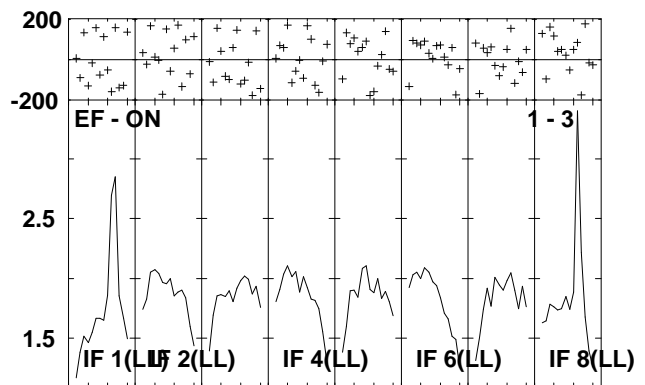 200
-200
EF - ON 1 - 3
2.5
1.5
IF 1(LL) IF 2(LL) IF 4(LL) IF 6(LL) IF 8(LL)